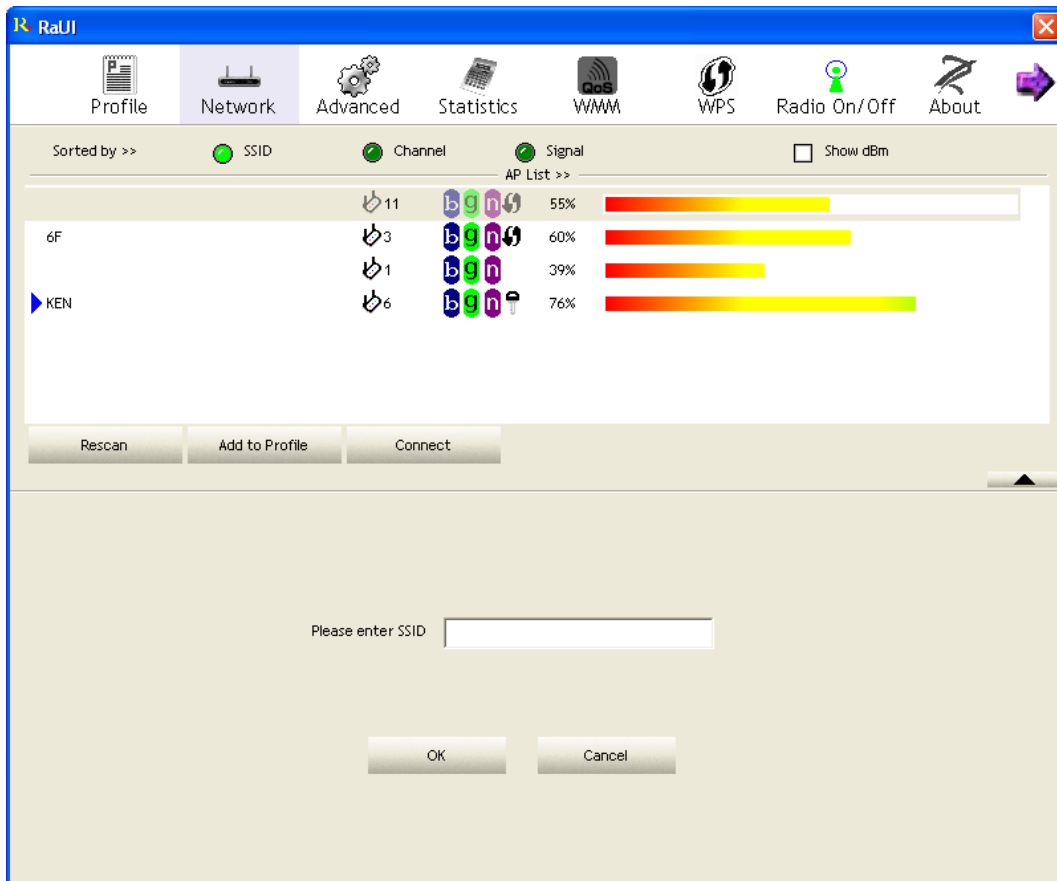 RaUI
Profile Network Advanced Statistics WMM WPS Radio On/Off About
QoS
Sorted by >> SSID Channel Signal Show dBm
AP List >>
11 b g n 55%
6F 3 b g n 60%
1 b g n 39%
KEN 6 b g n 76%
Rescan Add to Profile Connect
Please enter SSID
OK Cancel